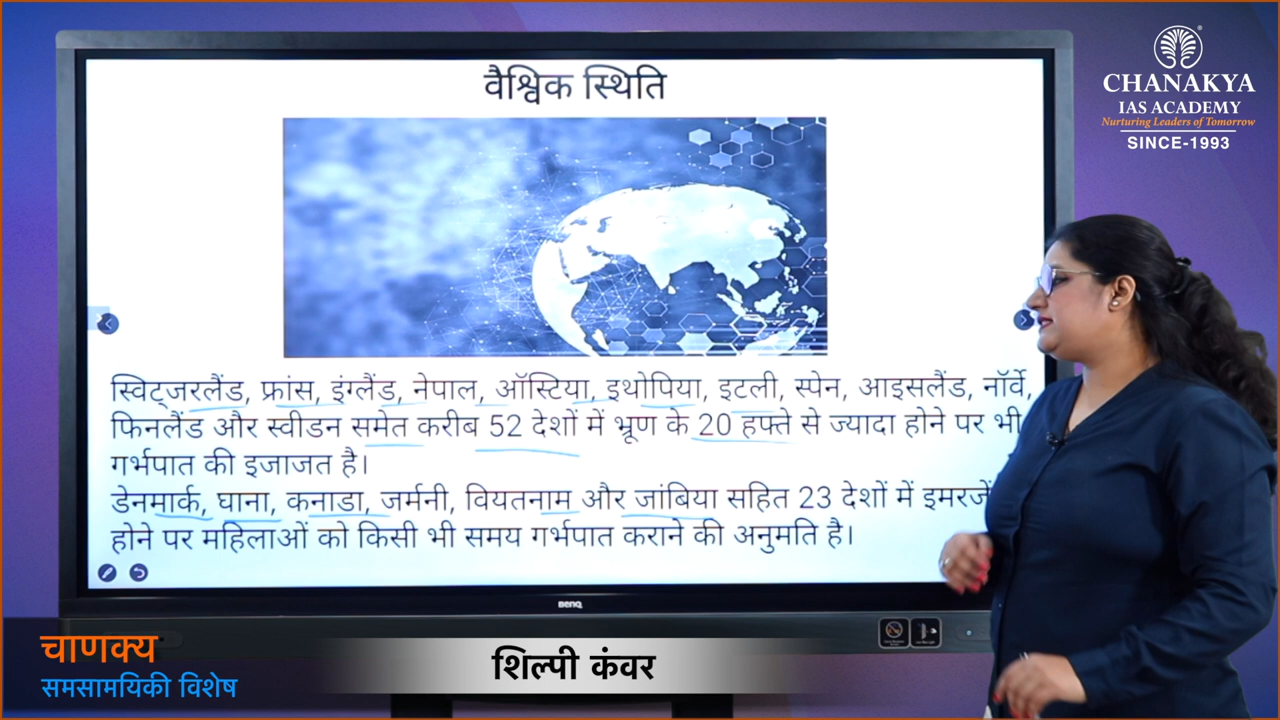 वैश्विक स्थिति
CHANAKYA
IAS ACADEMY
Nurturing Leaders of Tomorrow
SINCE-1993
स्विट्जरलैंड, फ्रांस, इंग्लैंड, नेपाल, ऑस्टिया, इथोपिया, इटली, स्पेन, आइसलैंड, नॉर्वे,
फिनलैंड और स्वीडन समेत करीब 52 देशों में भ्रूण के 20 हफ्ते से ज्यादा होने पर भी
गर्भपात की इजाजत है।
डेनमार्क, घाना, कनाडा, जर्मनी, वियतनाम और जांबिया सहित 23 देशों में
होने पर महिलाओं को किसी भी समय गर्भपात कराने की अनुमति है।
BenQ
चाणक्य
समसामयिकी विशेष
शिल्पी कंवर